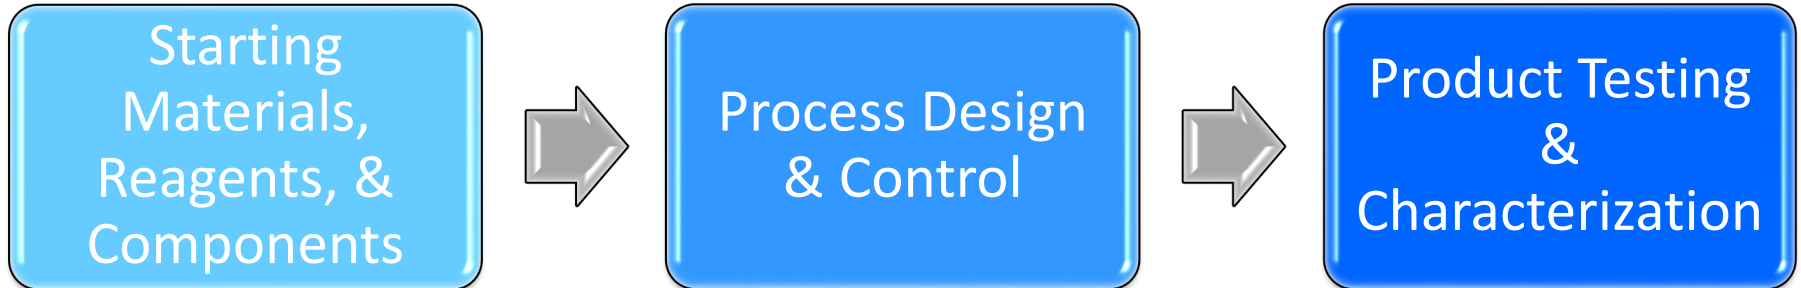 Starting
Materials,
Reagents, &
Components
Process Design
& Control
Product Testing
&
Characterization